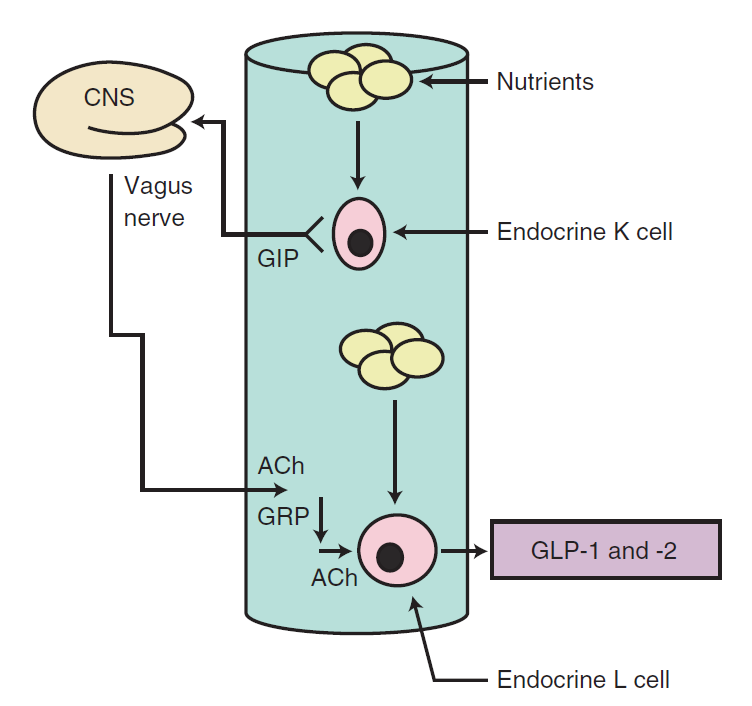 Nutrients
CNS
Vagus
nerve
Endocrine K cell
GIP
ACh
GRP
GLP-1 and -2
ACh
Endocrine L cell